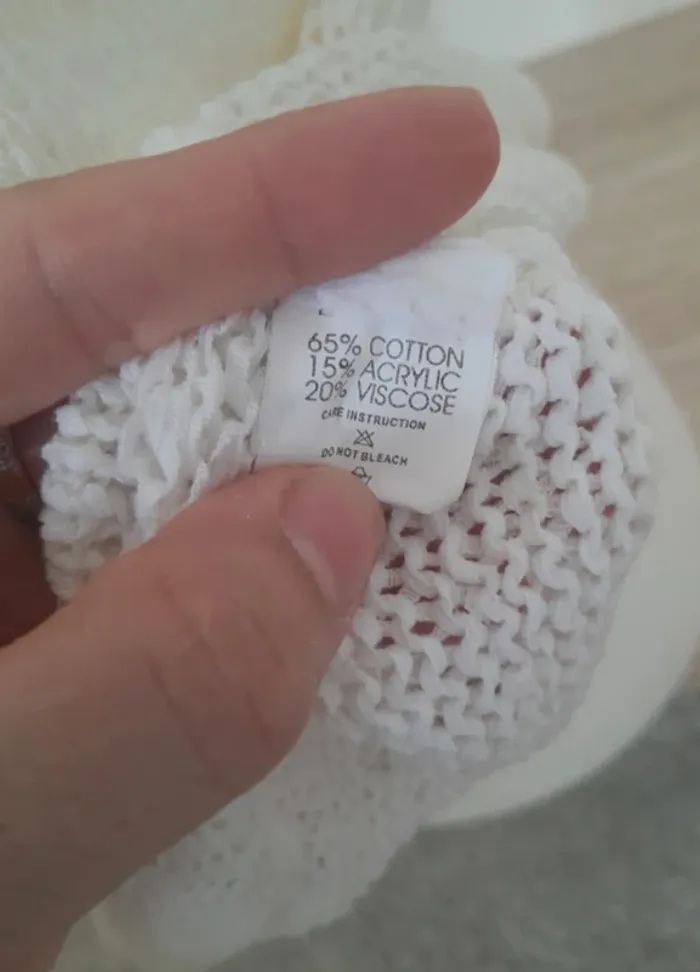 65% COTTON
15% ACRYLIC
20% VISCOSE
CARE INSTRUCTION
DO NOT BLEACH